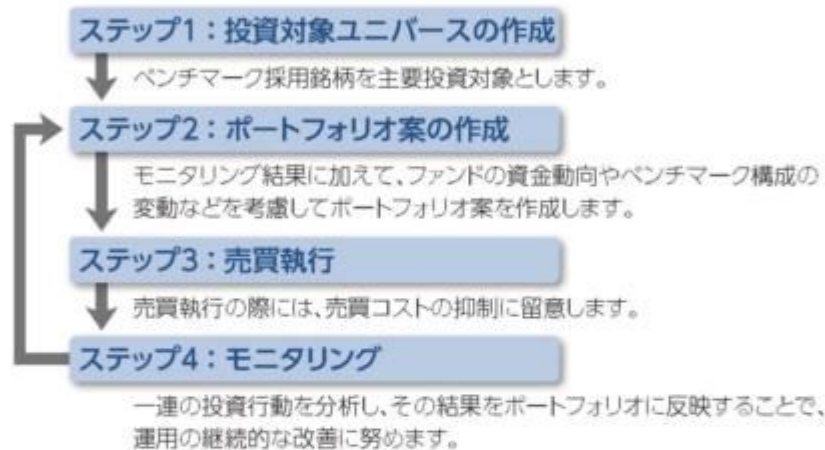 ステップ1：投資対象ユニバースの作成
ベンチマーク採用銘柄を主要投資対象とします。
ステップ2：ポートフォリオ案の作成
モニタリング結果に加えて、ファンドの資金動向やベンチマーク構成の
変動などを考慮してポートフォリオ案を作成します。
ステップ3：売買執行
売買執行の際には、売買コストの抑制に留意します。
ステップ4：モニタリング
一連の投資行動を分析し、その結果をポートフォリオに反映することで、
運用の継続的な改善に努めます。